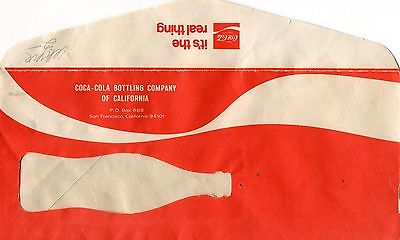 it's the
real thing
Coca-Cola
COCA-COLA BOTTLING COMPANY
OF CALIFORNIA
P.O. Box 888
San Francisco, California 94101